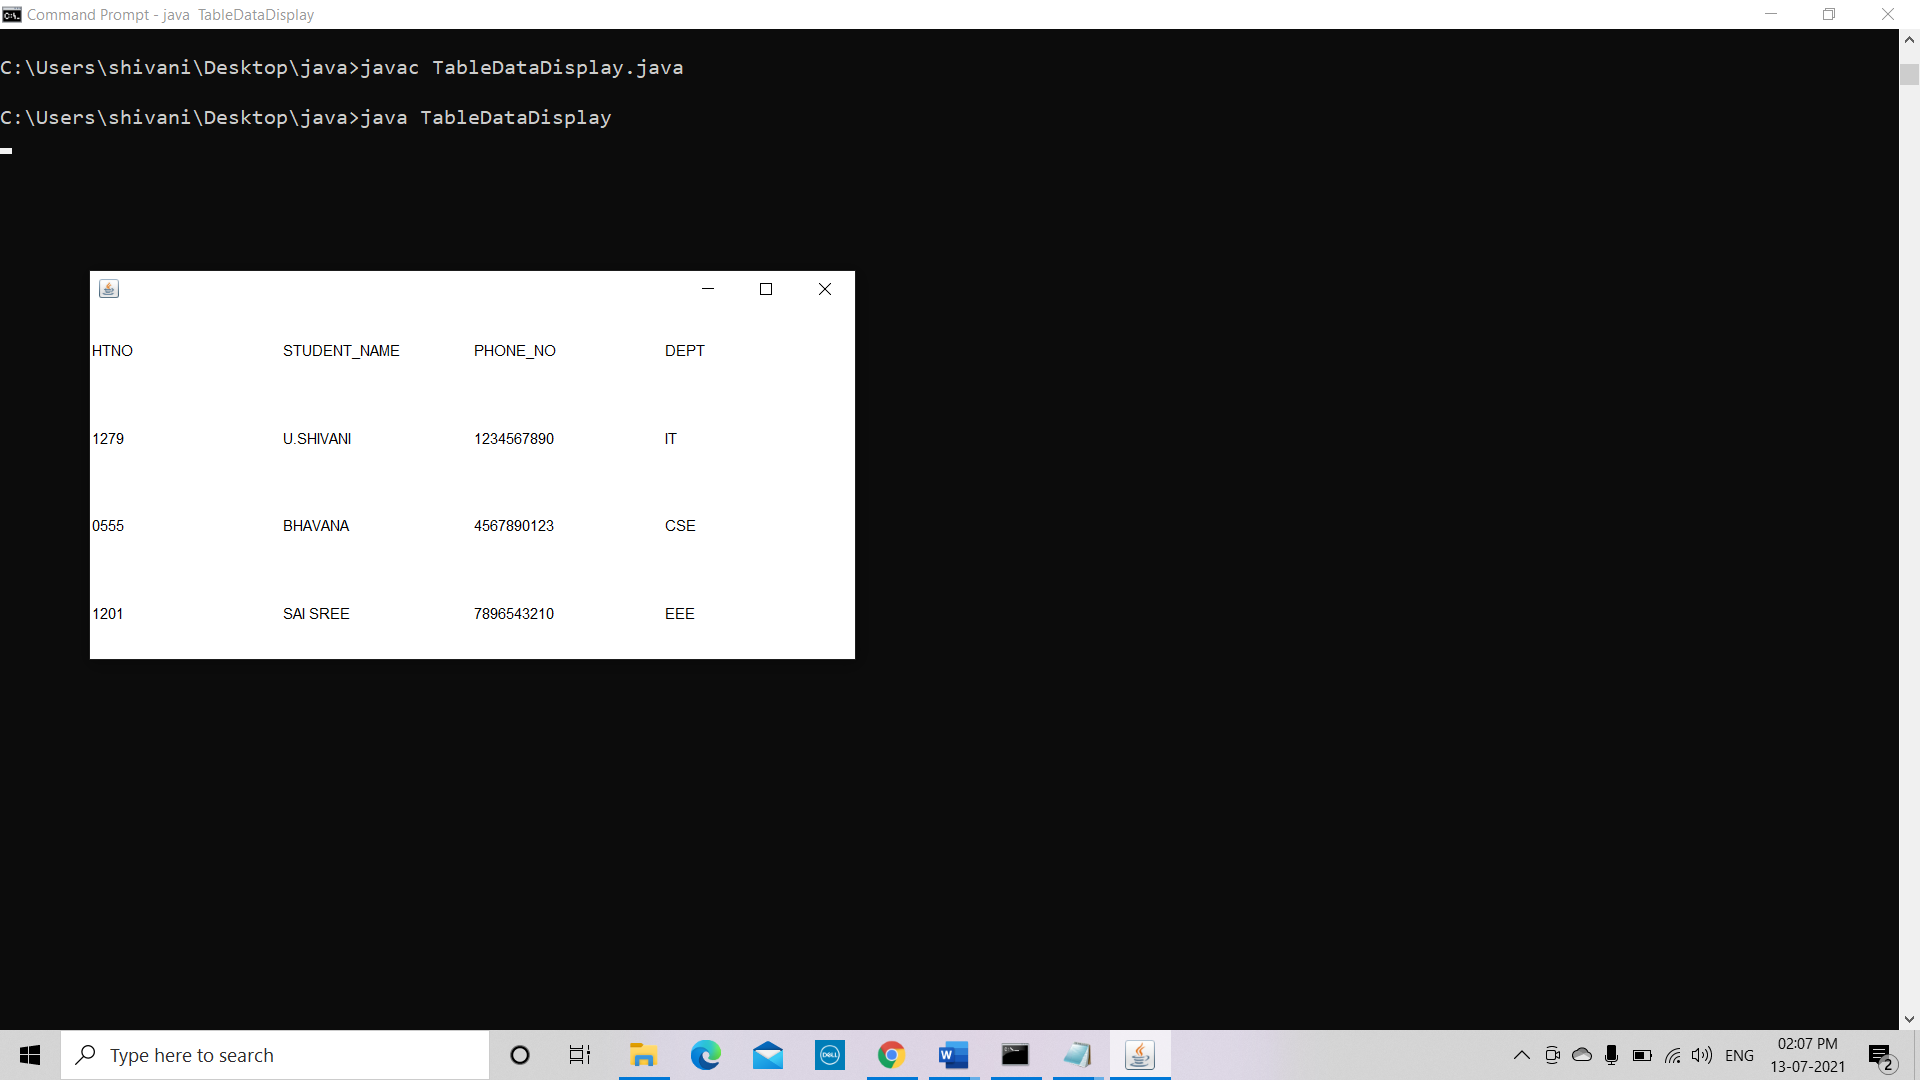 Command Prompt - java  TableDataDisplay
C:\Users\shivani\Desktop\java>javac TableDataDisplay.java
C:\Users\shivani\Desktop\java>java TableDataDisplay
HTNO STUDENT_NAME PHONE_NO DEPT
1279 U.SHIVANI 1234567890 IT
0555 BHAVANA 4567890123 CSE
1201 SAI SREE 7896543210 EEE
Type here to search
DELL
W
ENG
02:07 PM
13-07-2021
2